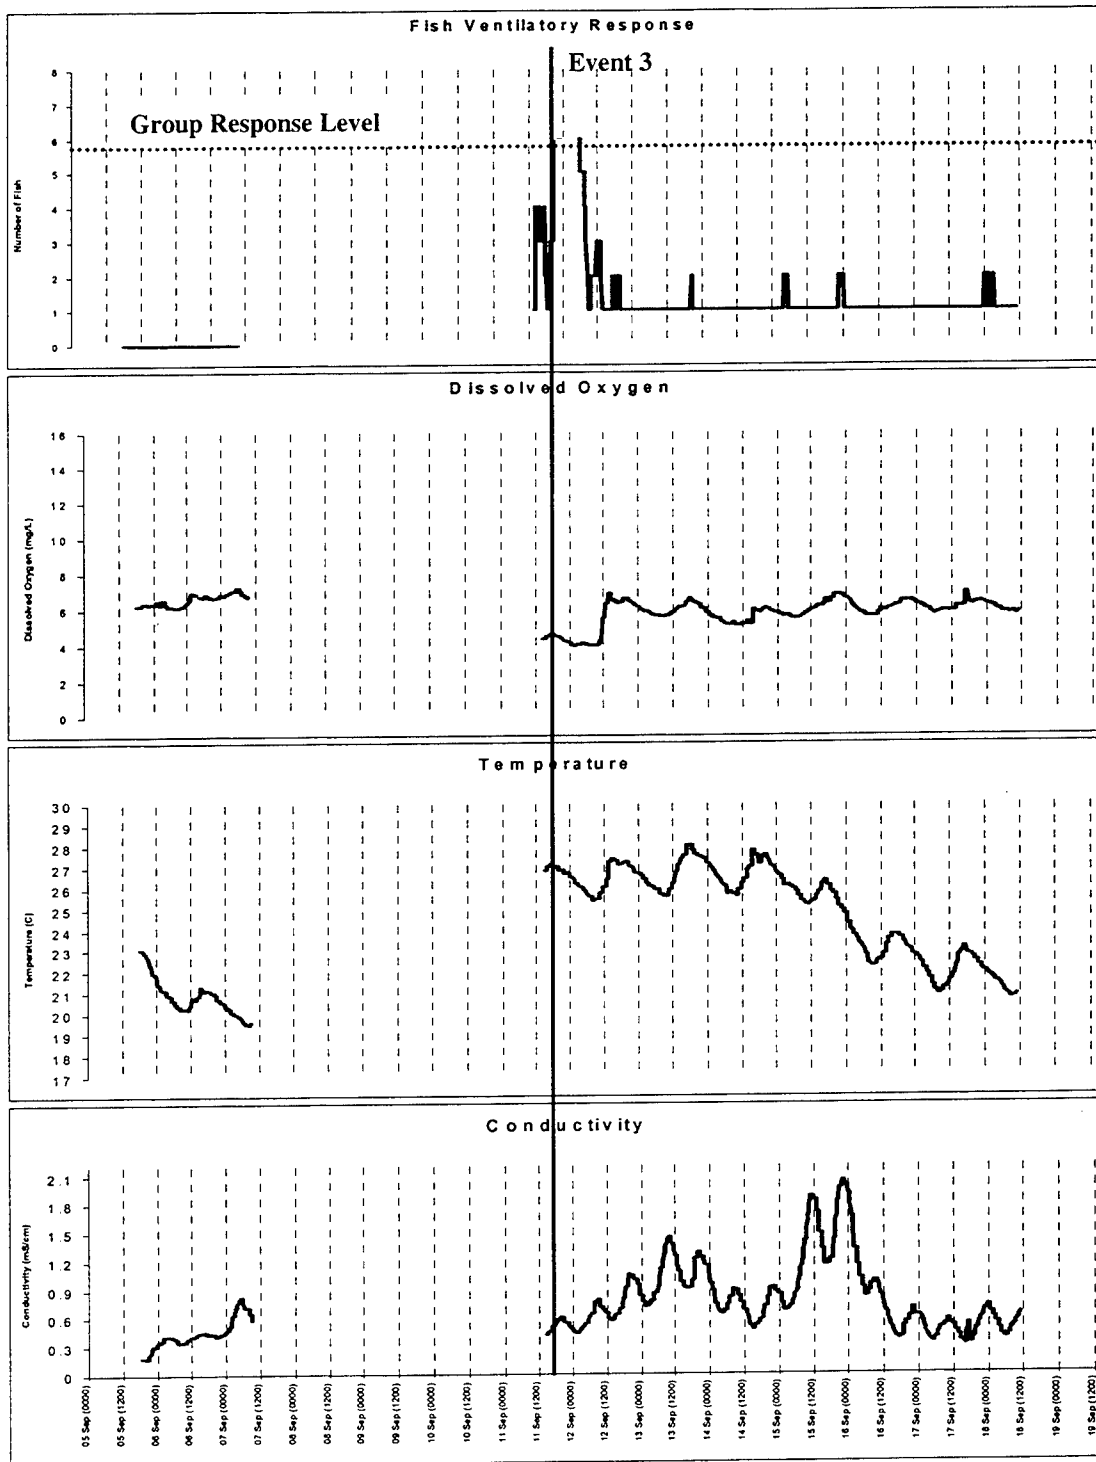 Fish Ventilatory Response
Event 3
Group Response Level
Number of Fish
8
7
6
5
4
3
2
1
0
Dissolved Oxygen
Dissolved Oxygen (mg/L)
16
14
12
10
8
6
4
2
0
Temperature
Temperature (C)
30
29
28
27
26
25
24
23
22
21
20
19
18
17
Conductivity
Conductivity (mS/cm)
2.1
1.8
1.5
1.2
0.9
0.6
0.3
0
05 Sep (0000)
05 Sep (1200)
06 Sep (0000)
06 Sep (1200)
07 Sep (0000)
07 Sep (1200)
08 Sep (0000)
08 Sep (1200)
09 Sep (0000)
09 Sep (1200)
10 Sep (0000)
10 Sep (1200)
11 Sep (0000)
11 Sep (1200)
12 Sep (0000)
12 Sep (1200)
13 Sep (0000)
13 Sep (1200)
14 Sep (0000)
14 Sep (1200)
15 Sep (0000)
15 Sep (1200)
16 Sep (0000)
16 Sep (1200)
17 Sep (0000)
17 Sep (1200)
18 Sep (0000)
18 Sep (1200)
19 Sep (0000)
19 Sep (1200)